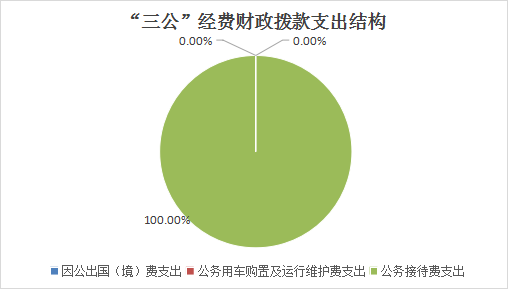 “三公”经费财政拨款支出结构
0.00% 0.00%
100.00%
因公出国（境）费支出 公务用车购置及运行维护费支出 公务接待费支出